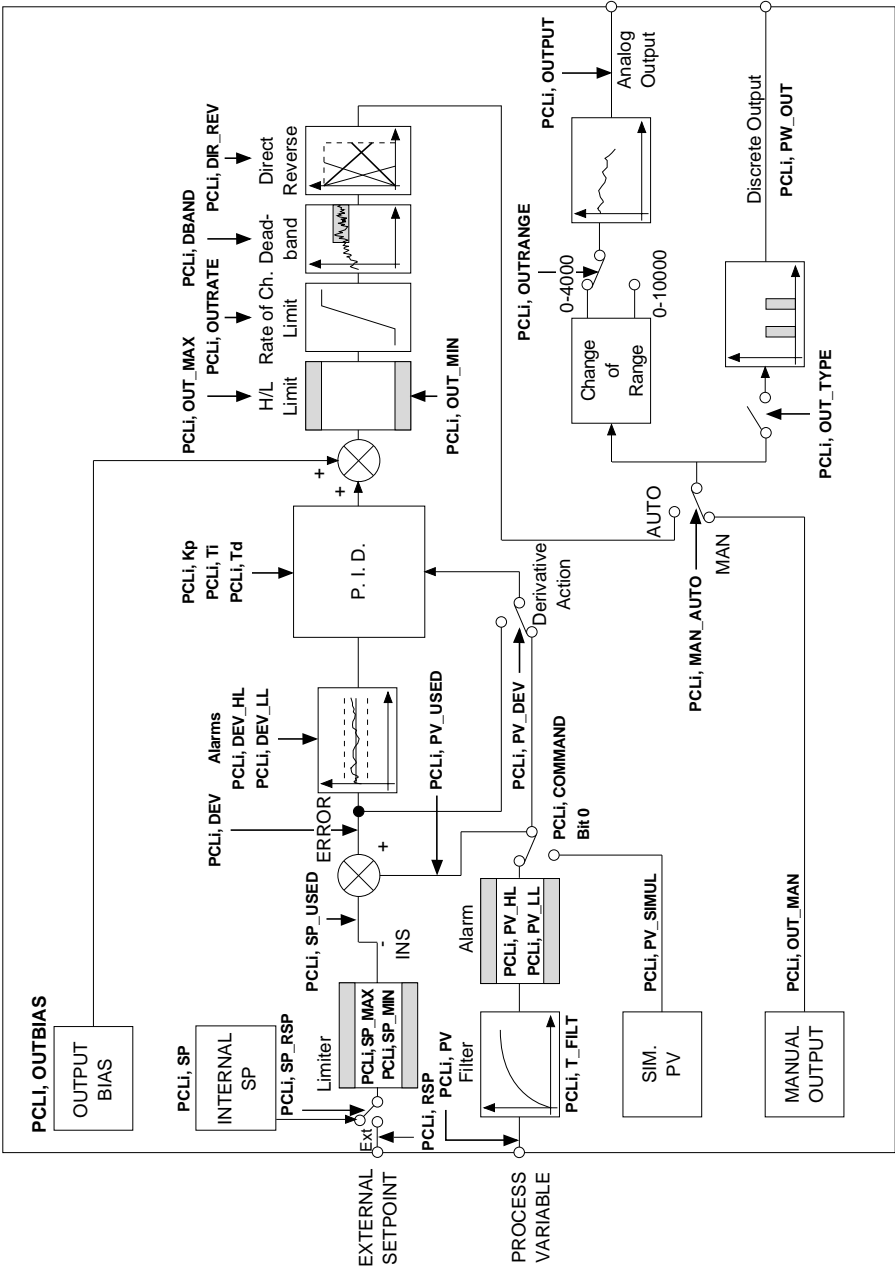 PCLI, OUTBIAS
OUTPUT
BIAS
PCLi, SP
INTERNAL
SP
PCLi, SP_RSP
Ext
EXTERNAL
SETPOINT
PCLi, RSP
Limiter
PCLi, SP_MAX
PCLi, SP_MIN
-
INS
PCLi, SP_USED
PCLi, DEV
ERROR
+
Alarms
PCLi, DEV_HL
PCLi, DEV_LL
PCLi, PV_USED
PCLi, Kp
PCLi, Ti
PCLi, Td
P. I. D.
+
+
PCLi, OUT_MAX
H/L
Limit
PCLi, OUT_MIN
PCLi, OUTRATE
Rate of Ch.
Limit
PCLi, DBAND
Dead-
band
PCLi, DIR_REV
Direct
Reverse
PROCESS
VARIABLE
PCLi, PV
Filter
PCLi, T_FILT
Alarm
PCLi, PV_HL
PCLi, PV_LL
PCLi, COMMAND
Bit 0
PCLi, PV_DEV
Derivative
Action
SIM.
PV
PCLi, PV_SIMUL
MANUAL
OUTPUT
PCLi, OUT_MAN
AUTO
MAN
PCLi, MAN_AUTO
Change
of
Range
PCLi, OUTRANGE
0-4000
0-10000
PCLi, OUTPUT
Analog
Output
PCLi, OUT_TYPE
Discrete Output
PCLi, PW_OUT